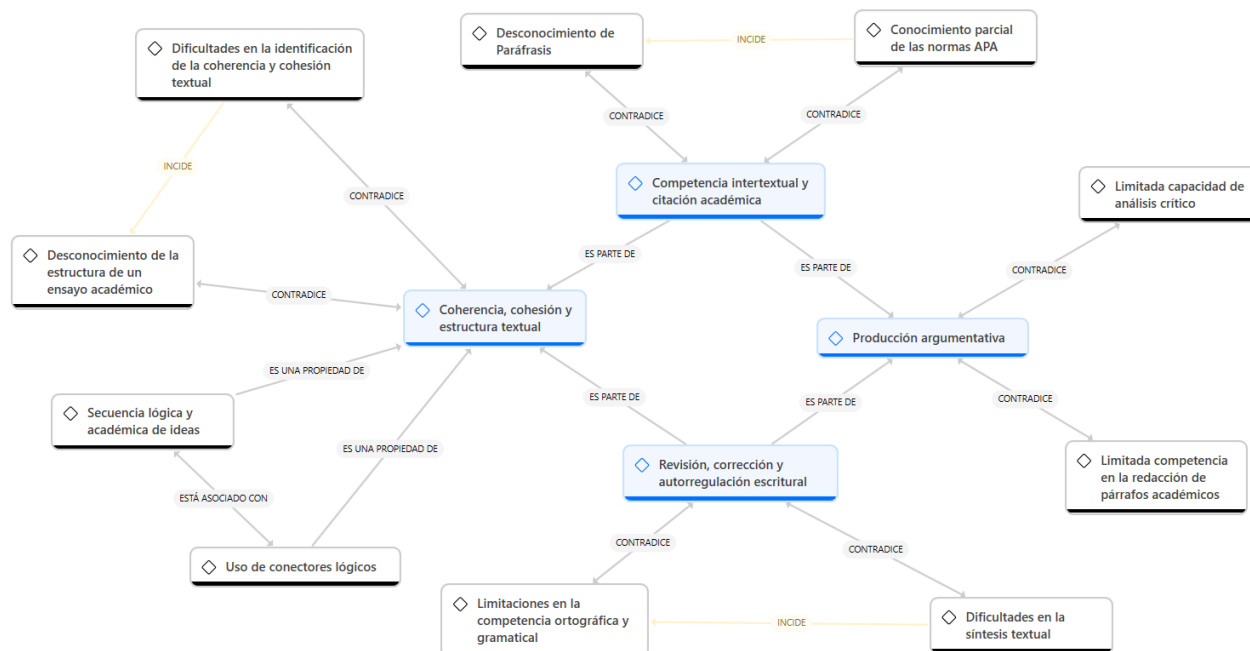 Desconocimiento de
Paráfrasis
INCIDE
Conocimiento parcial
de las normas APA
Dificultades en la identificación
de la coherencia y cohesión
textual
CONTRADICE
CONTRADICE
INCIDE
CONTRADICE
Competencia intertextual y
citación académica
Limitada capacidad de
análisis crítico
Desconocimiento de la
estructura de un
ensayo académico
ES PARTE DE
ES PARTE DE
CONTRADICE
CONTRADICE
Coherencia, cohesión y
estructura textual
Producción argumentativa
ES UNA PROPIEDAD DE
ES PARTE DE
ES PARTE DE
CONTRADICE
Secuencia lógica y
académica de ideas
ES UNA PROPIEDAD DE
Revisión, corrección y
autorregulación escritural
Limitada competencia
en la redacción de
párrafos académicos
ESTÁ ASOCIADO CON
CONTRADICE
CONTRADICE
Uso de conectores lógicos
Limitaciones en la
competencia ortográfica y
gramatical
INCIDE
Dificultades en la
síntesis textual